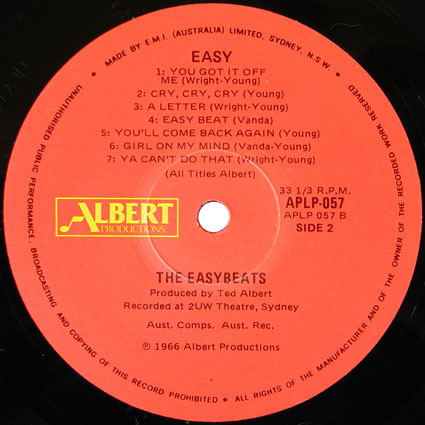 MADE BY E.M.I. (AUSTRALIA) LIMITED, SYDNEY, N.S.W. •
EASY
1: YOU GOT IT OFF
ME (Wright-Young)
2: CRY, CRY, CRY (Young)
3: A LETTER (Wright-Young)
4: EASY BEAT (Vanda)
5: YOU'LL COME BACK AGAIN (Young)
6: GIRL ON MY MIND (Vanda-Young)
7: YA CAN'T DO THAT (Wright-Young)
(All Titles Albert)
33 1/3 R.P.M.
APLP-057
APLP 057 B
SIDE 2
ALBERT
PRODUCTIONS
THE EASYBEATS
Produced by Ted Albert
Recorded at 2UW Theatre, Sydney
Aust. Comps. Aust. Rec.
℗ 1966 Albert Productions
UNAUTHORISED PUBLIC PERFORMANCE, BROADCASTING AND COPYING OF THIS RECORD PROHIBITED • ALL RIGHTS OF THE MANUFACTURER AND OF THE OWNER OF THE RECORDED WORK RESERVED •